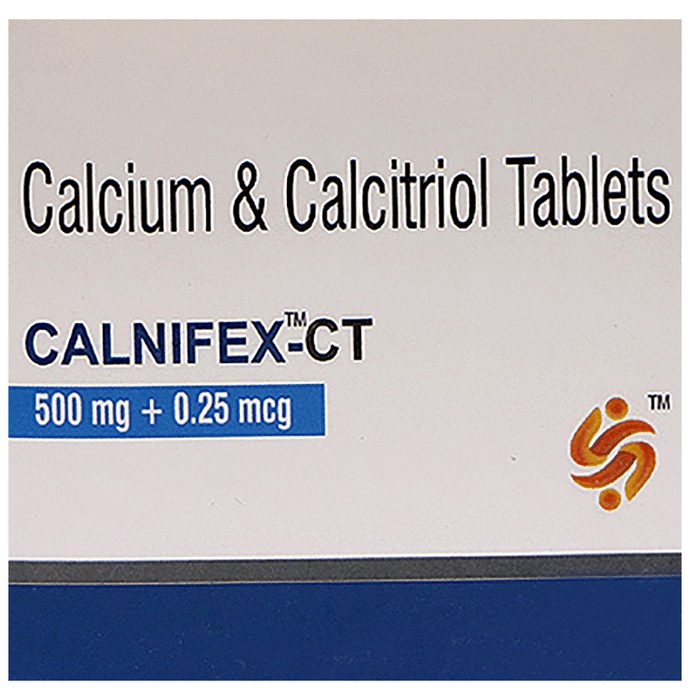 Calcium & Calcitriol Tablets
CALNIFEX™-CT
500 mg + 0.25 mcg
TM